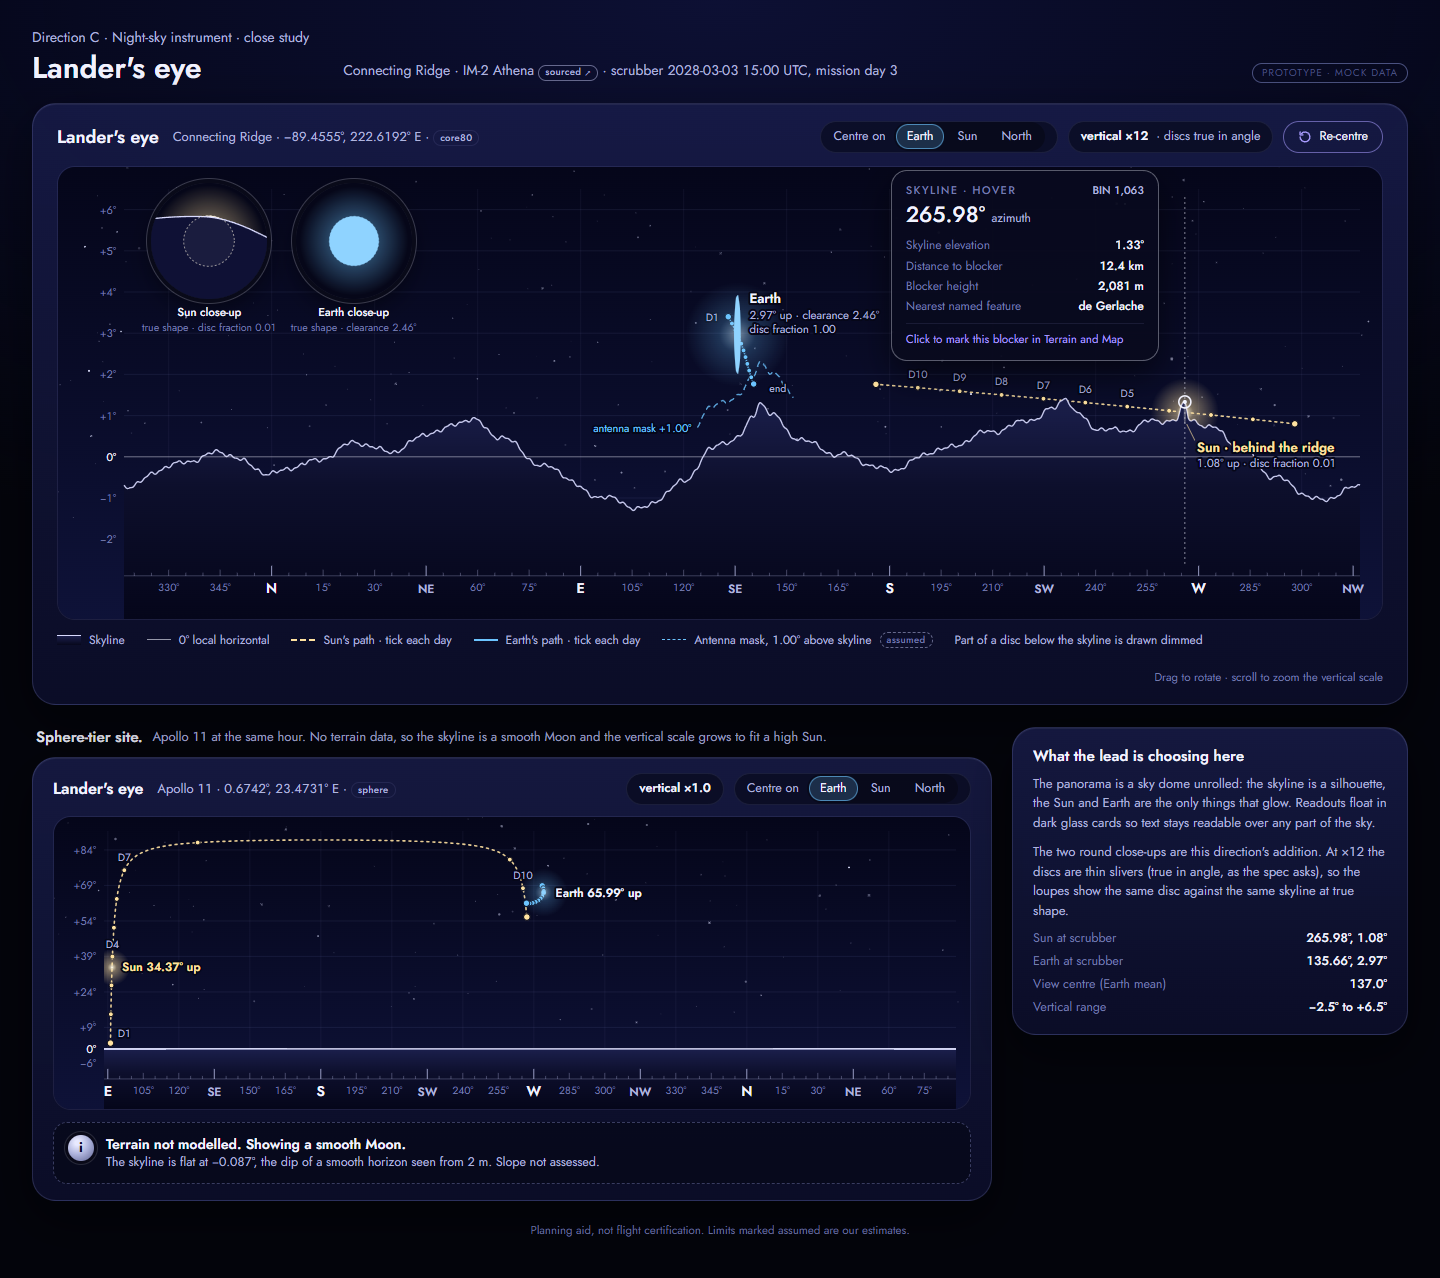 Direction C · Night-sky instrument · close study
Lander's eye
Connecting Ridge · IM-2 Athena sourced ↗ · scrubber 2028-03-03 15:00 UTC, mission day 3
PROTOTYPE · MOCK DATA
Lander's eye
Connecting Ridge · −89.4555°, 222.6192° E · core80
Centre on Earth Sun North
vertical ×12 · discs true in angle
Re-centre
+6°
+5°
+4°
+3°
+2°
+1°
0°
−1°
−2°
Sun close-up
true shape · disc fraction 0.01
Earth close-up
true shape · clearance 2.46°
D1
Earth
2.97° up · clearance 2.46°
disc fraction 1.00
end
antenna mask +1.00°
SKYLINE · HOVER BIN 1,063
265.98° azimuth
Skyline elevation 1.33°
Distance to blocker 12.4 km
Blocker height 2,081 m
Nearest named feature de Gerlache
Click to mark this blocker in Terrain and Map
D10 D9 D8 D7 D6 D5
Sun · behind the ridge
1.08° up · disc fraction 0.01
330° 345° N 15° 30° NE 60° 75° E 105° 120° SE 150° 165° S 195° 210° SW 240° 255° W 285° 300° NW
Skyline 0° local horizontal Sun's path · tick each day Earth's path · tick each day Antenna mask, 1.00° above skyline assumed Part of a disc below the skyline is drawn dimmed
Drag to rotate · scroll to zoom the vertical scale
Sphere-tier site. Apollo 11 at the same hour. No terrain data, so the skyline is a smooth Moon and the vertical scale grows to fit a high Sun.
Lander's eye
Apollo 11 · 0.6742°, 23.4731° E · sphere
vertical ×1.0
Centre on Earth Sun North
+84°
+69°
+54°
+39°
+24°
+9°
0°
−6°
D7
D10
Earth 65.99° up
D4
Sun 34.37° up
D1
E 105° 120° SE 150° 165° S 195° 210° SW 240° 255° W 285° 300° NW 330° 345° N 15° 30° NE 60° 75°
i
Terrain not modelled. Showing a smooth Moon.
The skyline is flat at −0.087°, the dip of a smooth horizon seen from 2 m. Slope not assessed.
What the lead is choosing here
The panorama is a sky dome unrolled: the skyline is a silhouette,
the Sun and Earth are the only things that glow. Readouts float in
dark glass cards so text stays readable over any part of the sky.
The two round close-ups are this direction's addition. At ×12 the
discs are thin slivers (true in angle, as the spec asks), so the
loupes show the same disc against the same skyline at true
shape.
Sun at scrubber 265.98°, 1.08°
Earth at scrubber 135.66°, 2.97°
View centre (Earth mean) 137.0°
Vertical range −2.5° to +6.5°
Planning aid, not flight certification. Limits marked assumed are our estimates.